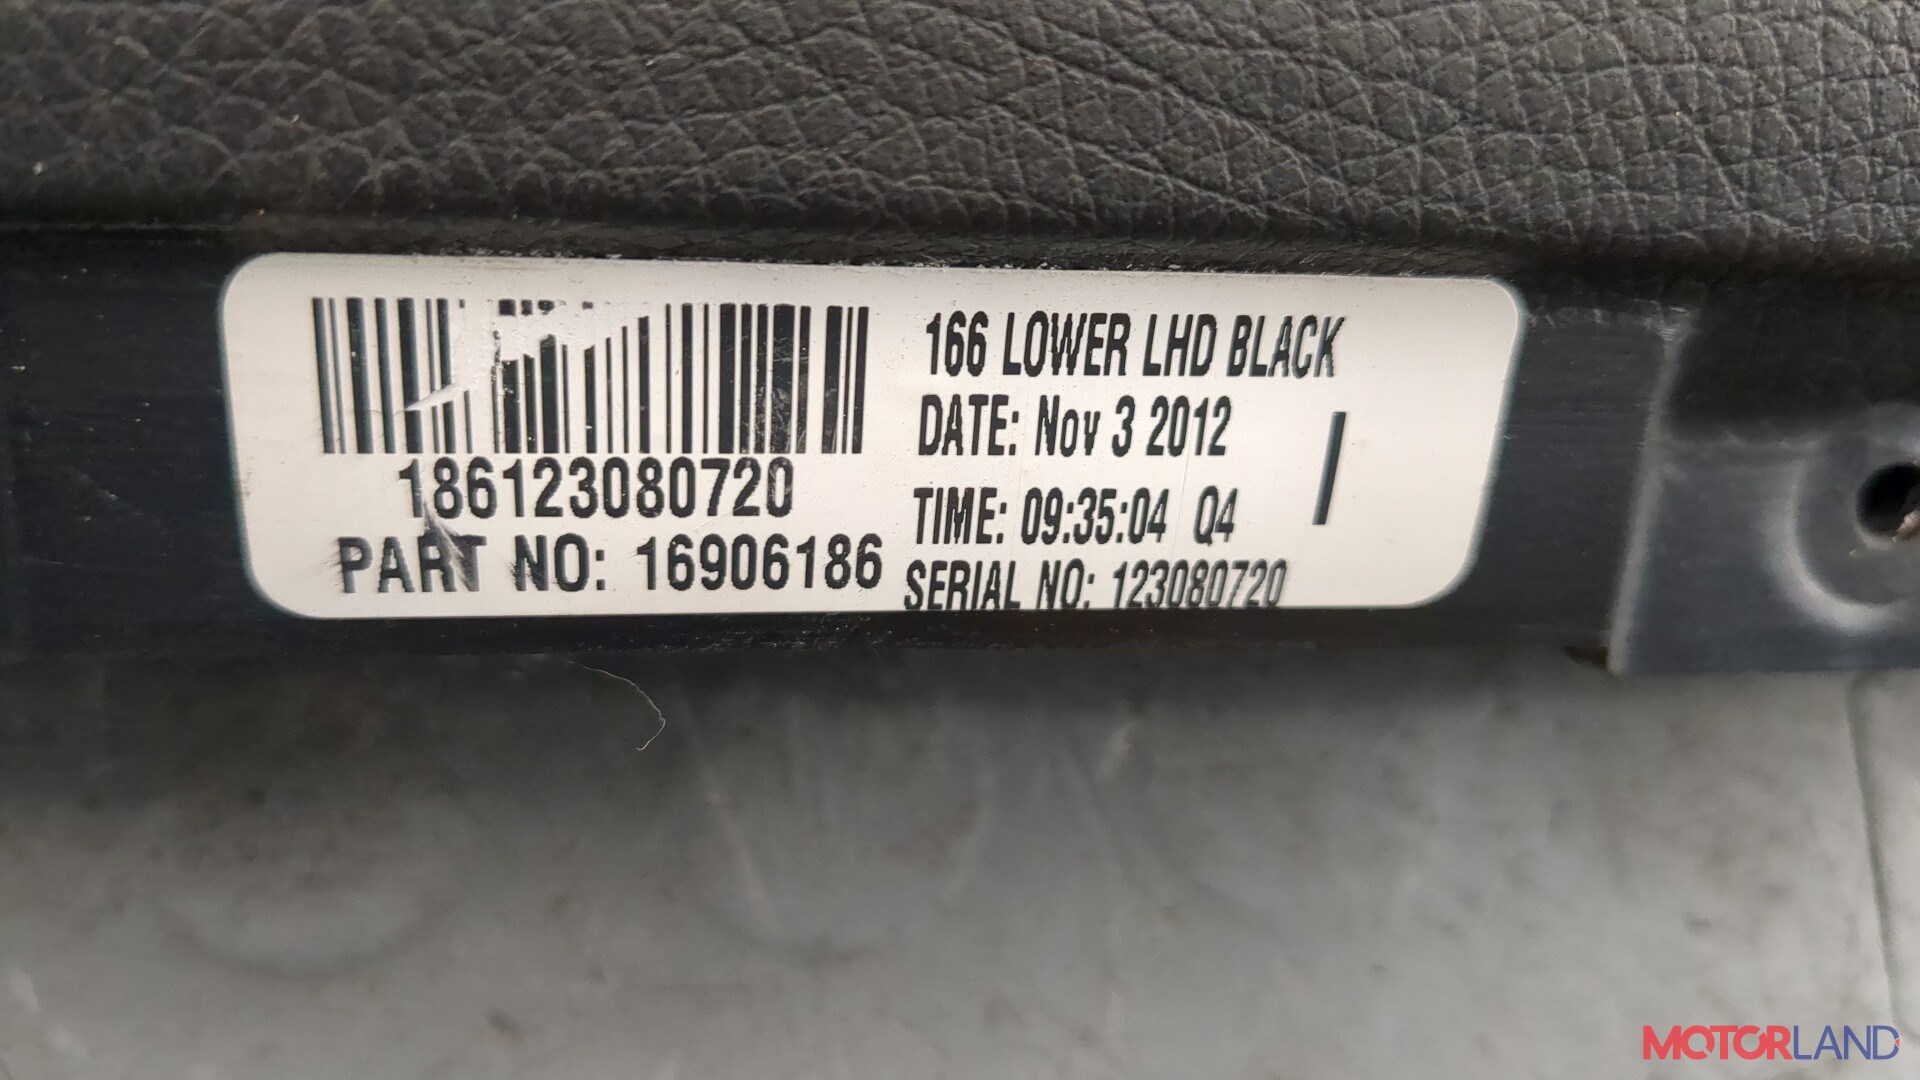 186123080720
PART NO: 16906186
166 LOWER LHD BLACK
DATE: Nov 3 2012
TIME: 09:35:04 Q4
SERIAL NO: 123080720
I
MOTORLAND